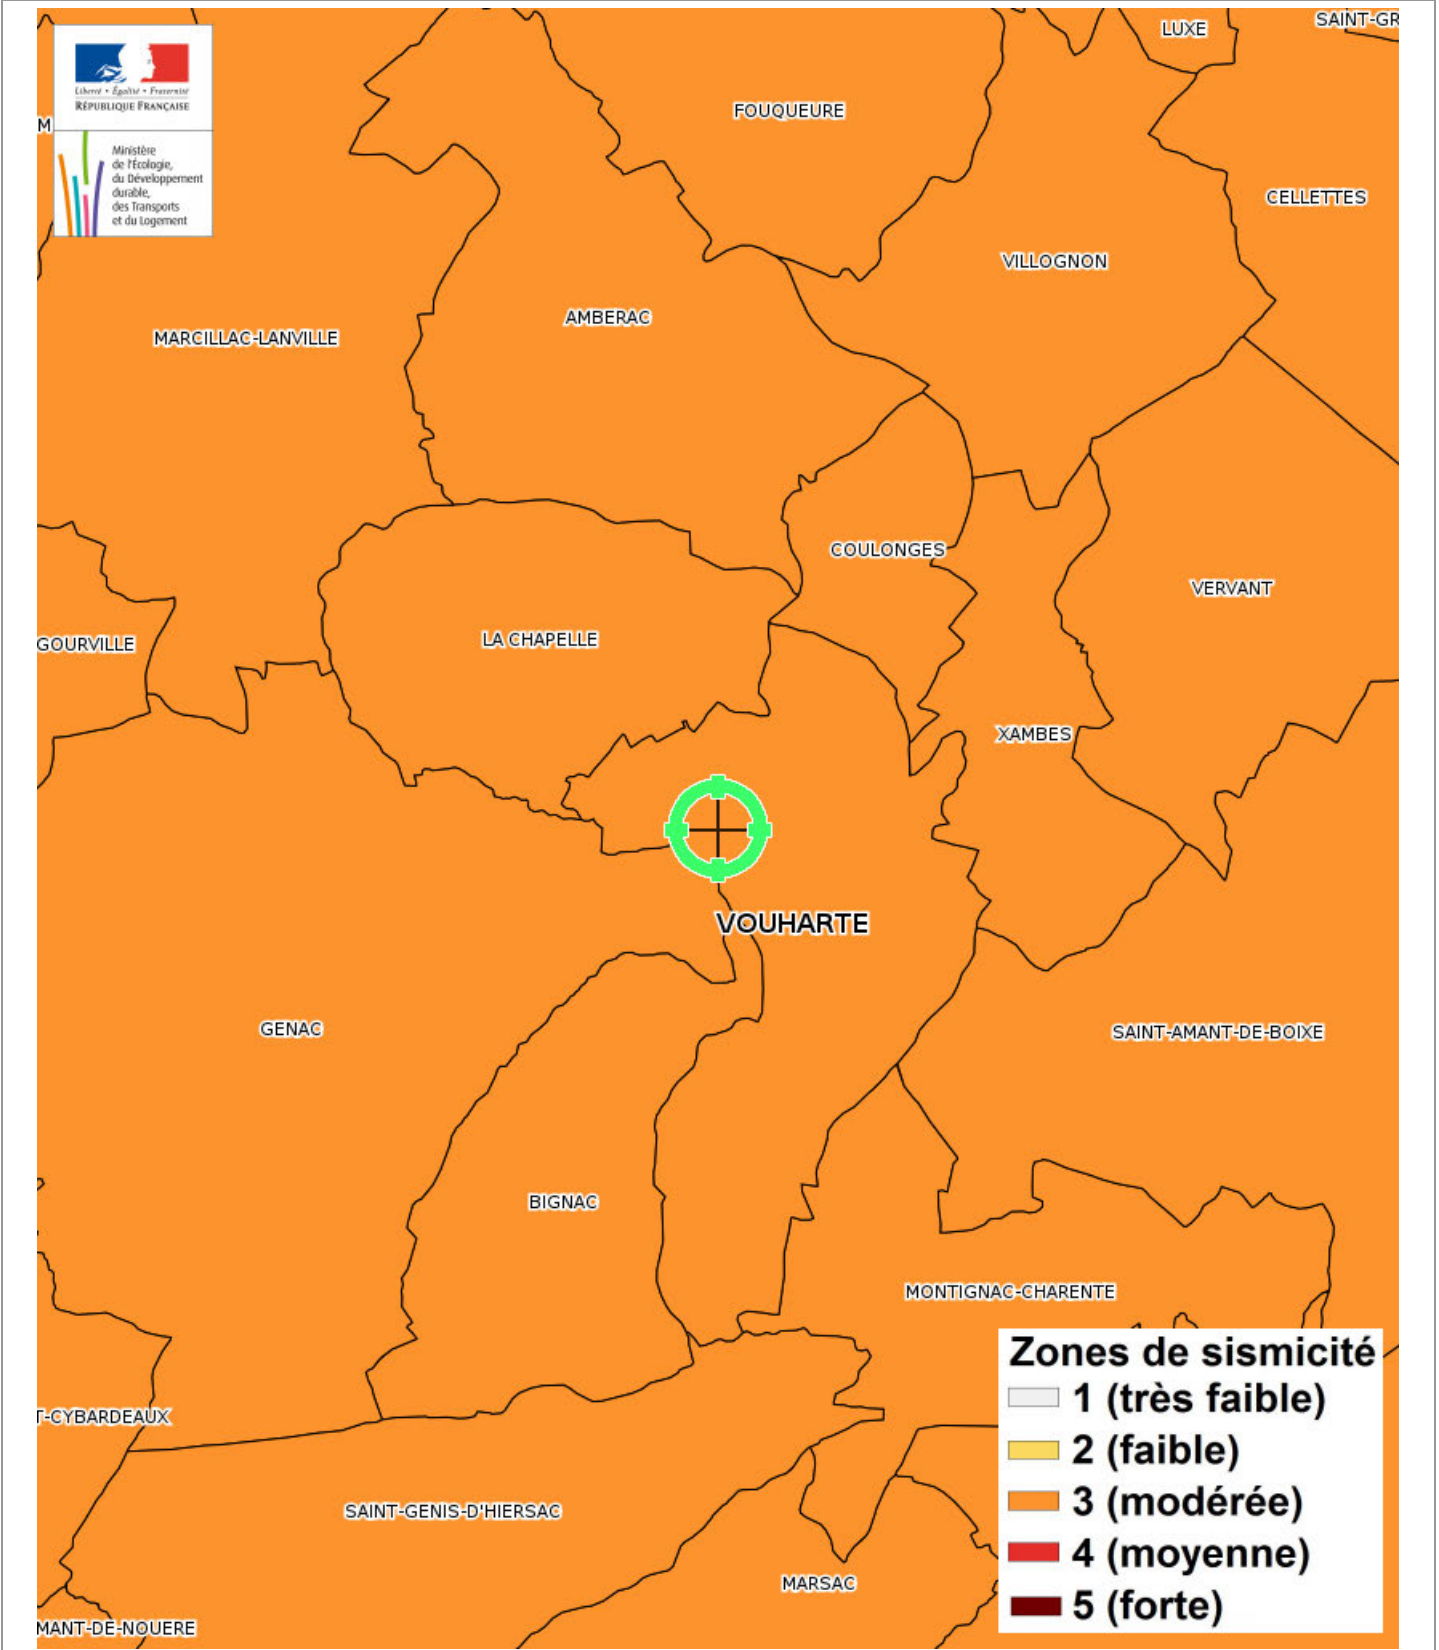 LUXE
SAINT-GR
Liberté • Égalité • Fraternité
RÉPUBLIQUE FRANÇAISE
FOUQUEURE
M
Ministère
de l'Écologie,
du Développement
durable,
des Transports
et du Logement
CELLETTES
VILLOGNON
AMBERAC
MARCILLAC-LANVILLE
COULONGES
VERVANT
LA CHAPELLE
GOURVILLE
XAMBES
VOUHARTE
GENAC
SAINT-AMANT-DE-BOIXE
BIGNAC
MONTIGNAC-CHARENTE
Zones de sismicité
1 (très faible)
2 (faible)
3 (modérée)
4 (moyenne)
5 (forte)
T-CYBARDEAUX
SAINT-GENIS-D'HIERSAC
MARSAC
MANT-DE-NOUERE